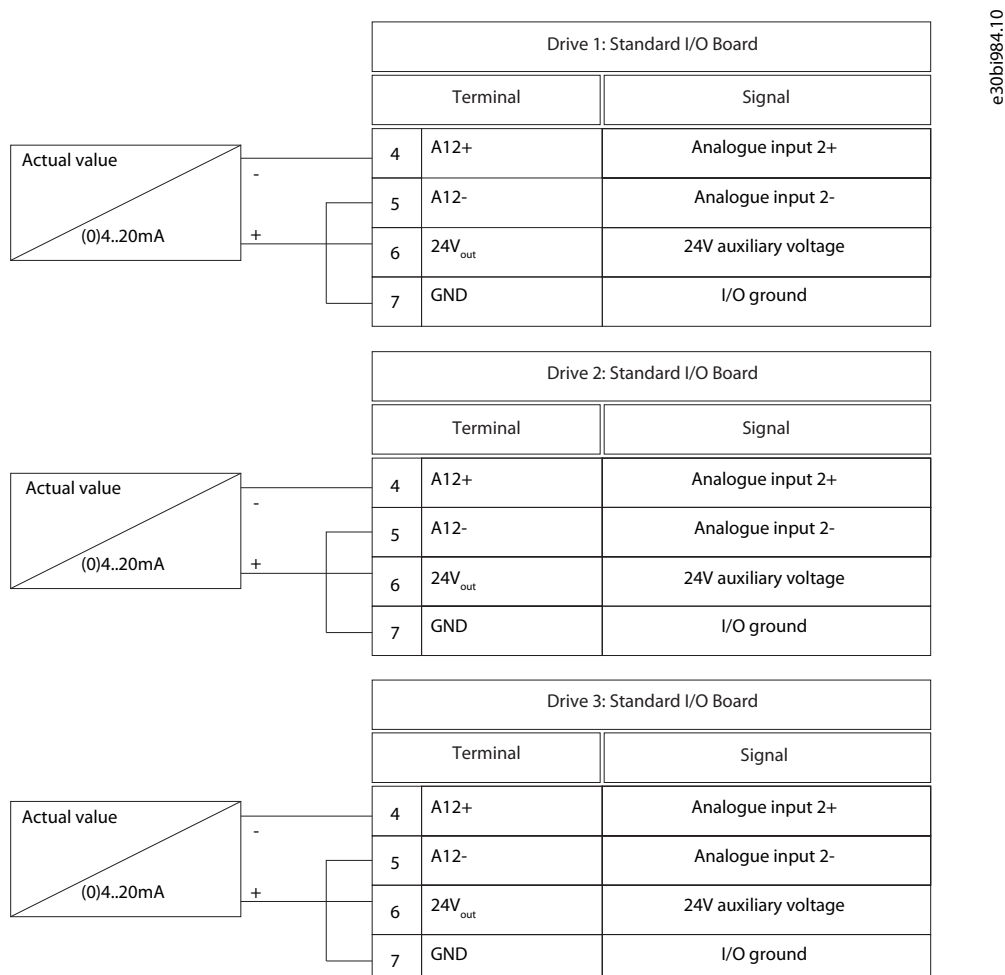 e30bi984.10
Drive 1: Standard I/O Board
Terminal Signal
Actual value
-
+
(0)4..20mA
4 A12+ Analogue input 2+
5 A12- Analogue input 2-
6 24Vout 24V auxiliary voltage
7 GND I/O ground
Drive 2: Standard I/O Board
Terminal Signal
Actual value
-
+
(0)4..20mA
4 A12+ Analogue input 2+
5 A12- Analogue input 2-
6 24Vout 24V auxiliary voltage
7 GND I/O ground
Drive 3: Standard I/O Board
Terminal Signal
Actual value
-
+
(0)4..20mA
4 A12+ Analogue input 2+
5 A12- Analogue input 2-
6 24Vout 24V auxiliary voltage
7 GND I/O ground